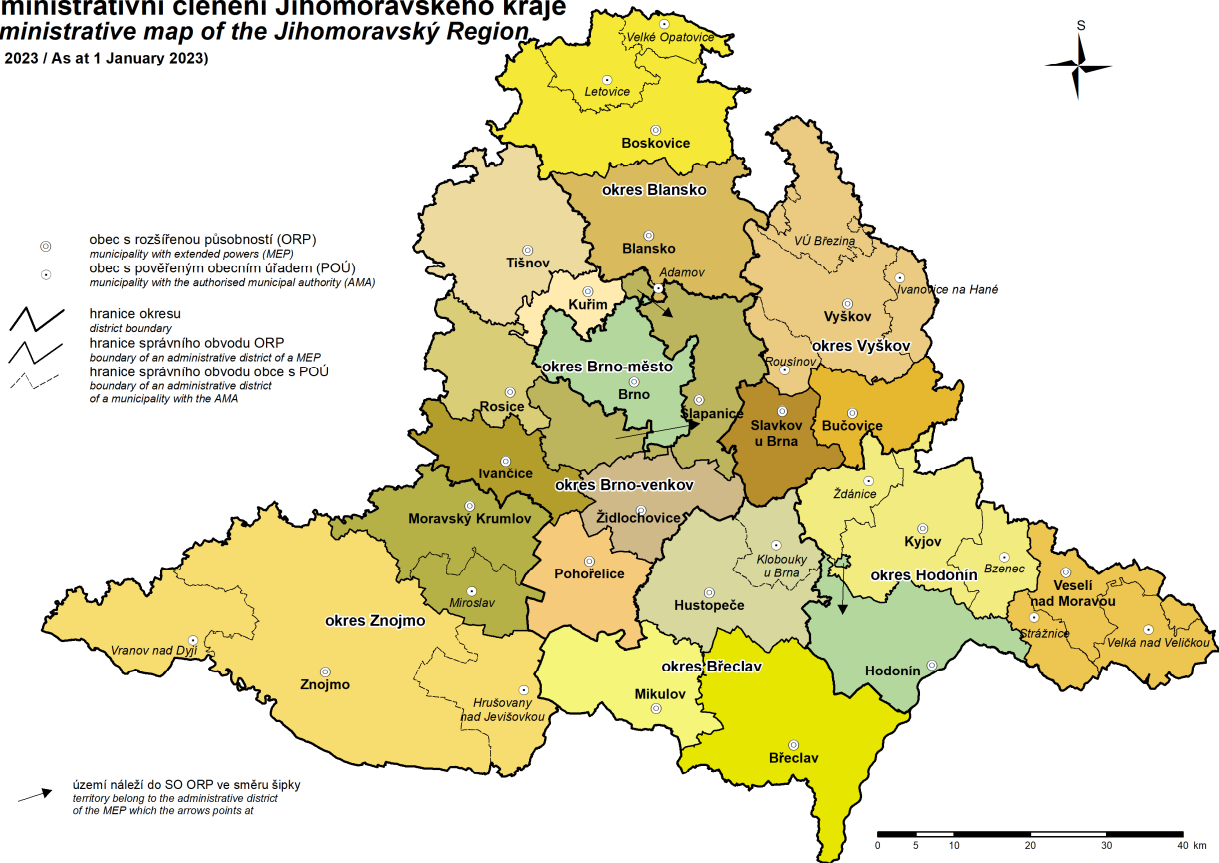 ministrativní členění Jihomoravského kraje
ministrative map of the Jihomoravský Region
2023 / As at 1 January 2023)
S
Velké Opatovice
Letovice
Boskovice
okres Blansko
Blansko
Adamov
VÚ Březina
Ivanovice na Hané
Vyškov
okres Vyškov
Rousínov
Tišnov
Kuřim
okres Brno-město
Brno
Šlapanice
Slavkov
u Brna
Bučovice
Rosice
Ivančice
okres Brno-venkov
Židlochovice
Moravský Krumlov
Pohořelice
Miroslav
Ždánice
Kyjov
Klobouky
u Brna
Bzenec
okres Hodonín
Hustopeče
Veselí
nad Moravou
Strážnice
Velká nad Veličkou
Hodonín
okres Znojmo
Vranov nad Dyjí
Znojmo
Hrušovany
nad Jevišovkou
okres Břeclav
Mikulov
Břeclav
obec s rozšířenou působností (ORP)
municipality with extended powers (MEP)
obec s pověřeným obecním úřadem (POÚ)
municipality with the authorised municipal authority (AMA)
hranice okresu
district boundary
hranice správního obvodu ORP
boundary of an administrative district of a MEP
hranice správního obvodu obce s POÚ
boundary of an administrative district
of a municipality with the AMA
území náleží do SO ORP ve směru šipky
territory belong to the administrative district
of the MEP which the arrows points at
0 5 10 20 30 40 km